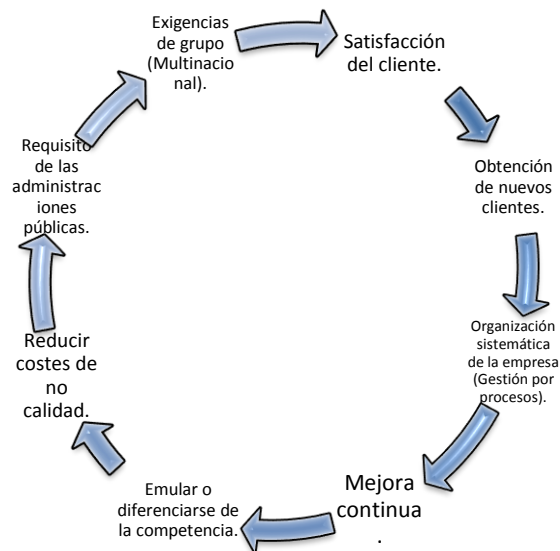 Exigencias
de grupo
(Multinacio
nal).
Satisfacción
del cliente.
Obtención
de nuevos
clientes.
Organización
sistemática
de la empresa
(Gestión por
procesos).
Mejora
continua
.
Emular o
diferenciarse de
la competencia.
Reducir
costes de
no
calidad.
Requisito
de las
administrac
iones
públicas.